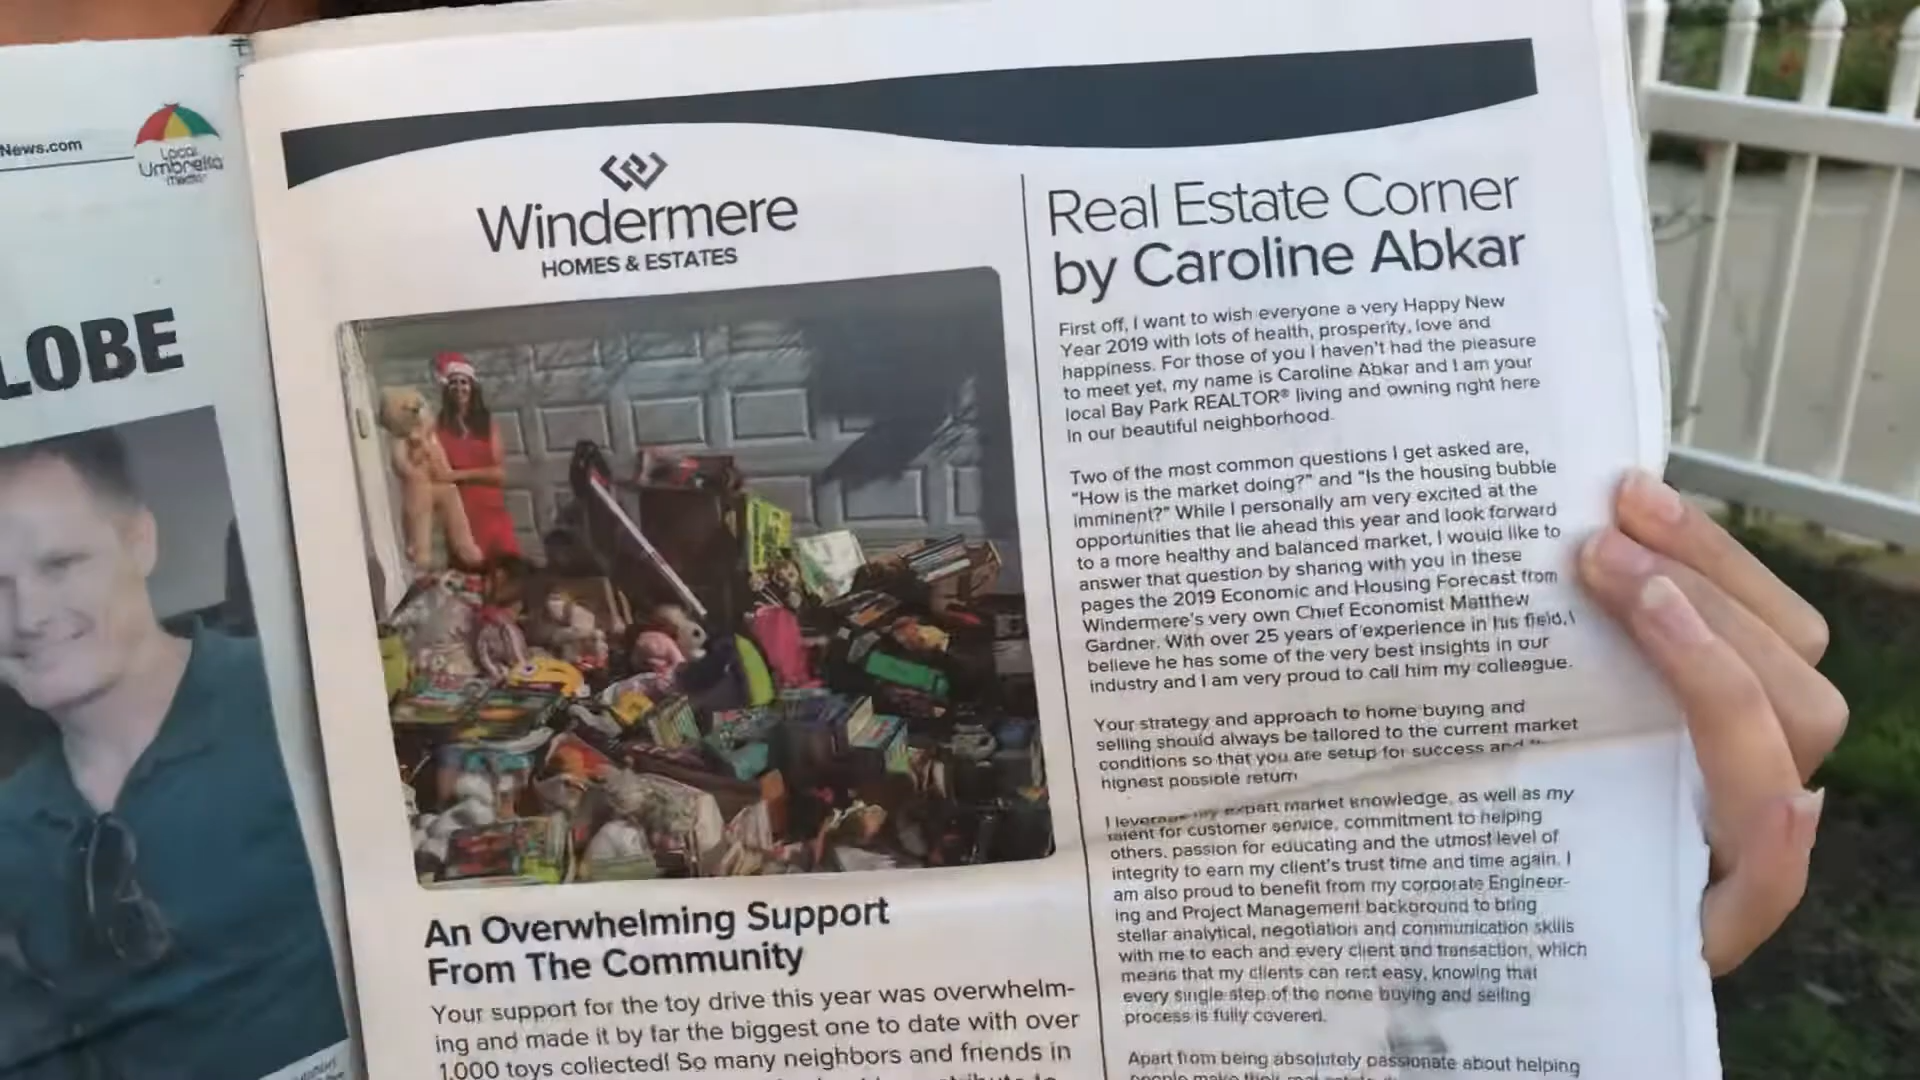 News.com
Local
Umbrella
Media
LOBE
Windermere
HOMES & ESTATES
An Overwhelming Support
From The Community
Your support for the toy drive this year was overwhelm-
ing and made it by far the biggest one to date with over
1,000 toys collected! So many neighbors and friends in
Real Estate Corner
by Caroline Abkar
First off, I want to wish everyone a very Happy New
Year 2019 with lots of health, prosperity, love and
happiness. For those of you I haven't had the pleasure
to meet yet, my name is Caroline Abkar and I am your
local Bay Park REALTOR® living and owning right here
in our beautiful neighborhood.
Two of the most common questions I get asked are,
"How is the market doing?" and "Is the housing bubble
imminent?" While I personally am very excited at the
opportunities that lie ahead this year and look forward
to a more healthy and balanced market, I would like to
answer that question by sharing with you in these
pages the 2019 Economic and Housing Forecast from
Windermere's very own Chief Economist Matthew
Gardner. With over 25 years of experience in his field, I
believe he has some of the very best insights in our
industry and I am very proud to call him my colleague.
Your strategy and approach to home buying and
selling should always be tailored to the current market
conditions so that you are setup for success and
highest possible return
I leverage my expert market knowledge, as well as my
talent for customer service, commitment to helping
others, passion for educating and the utmost level of
integrity to earn my client's trust time and time again. I
am also proud to benefit from my corporate Engineer-
ing and Project Management background to bring
stellar analytical, negotiation and communication skills
with me to each and every client and transaction, which
means that my clients can rest easy, knowing that
every single step of the home buying and selling
process is fully covered.
Apart from being absolutely passionate about helping
people make their real estate